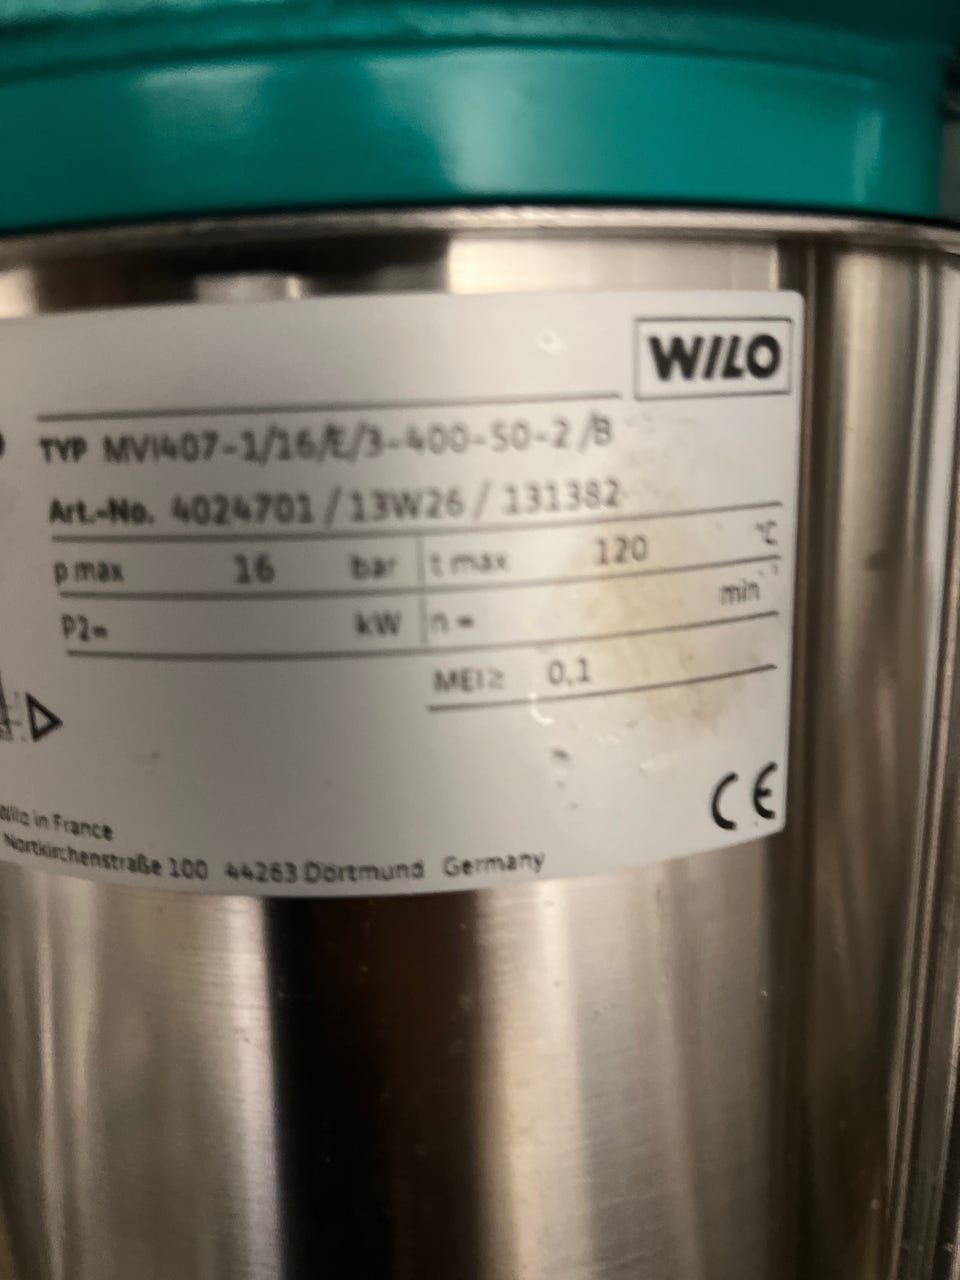 WILO
TYP MVI407-1/16/E/3-400-50-2 /B
Art.-No. 4024701 / 13W26 / 131382
p max 16 bar t max 120 °C
P2= kW n = min⁻¹
MEI≥ 0,1
CE
Wilo in France
Nortkirchenstraße 100 44263 Dortmund Germany